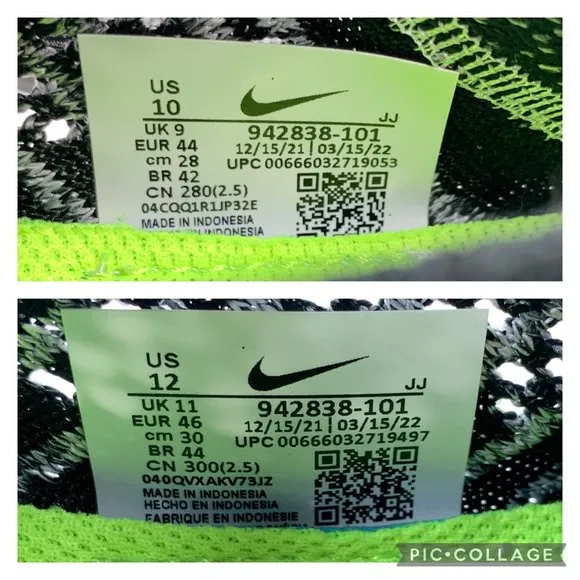 US
10
JJ
UK 9
942838-101
EUR 44
12/15/21 | 03/15/22
cm 28
UPC 00666032719053
BR 42
CN 280(2.5)
04CQQ1R1JP32E
MADE IN INDONESIA
US
12
JJ
UK 11
942838-101
EUR 46
12/15/21 | 03/15/22
cm 30
UPC 00666032719497
BR 44
CN 300(2.5)
040QVXAKV73JZ
MADE IN INDONESIA
HECHO EN INDONESIA
FABRIQUE EN INDONESIE
PIC•COLLAGE